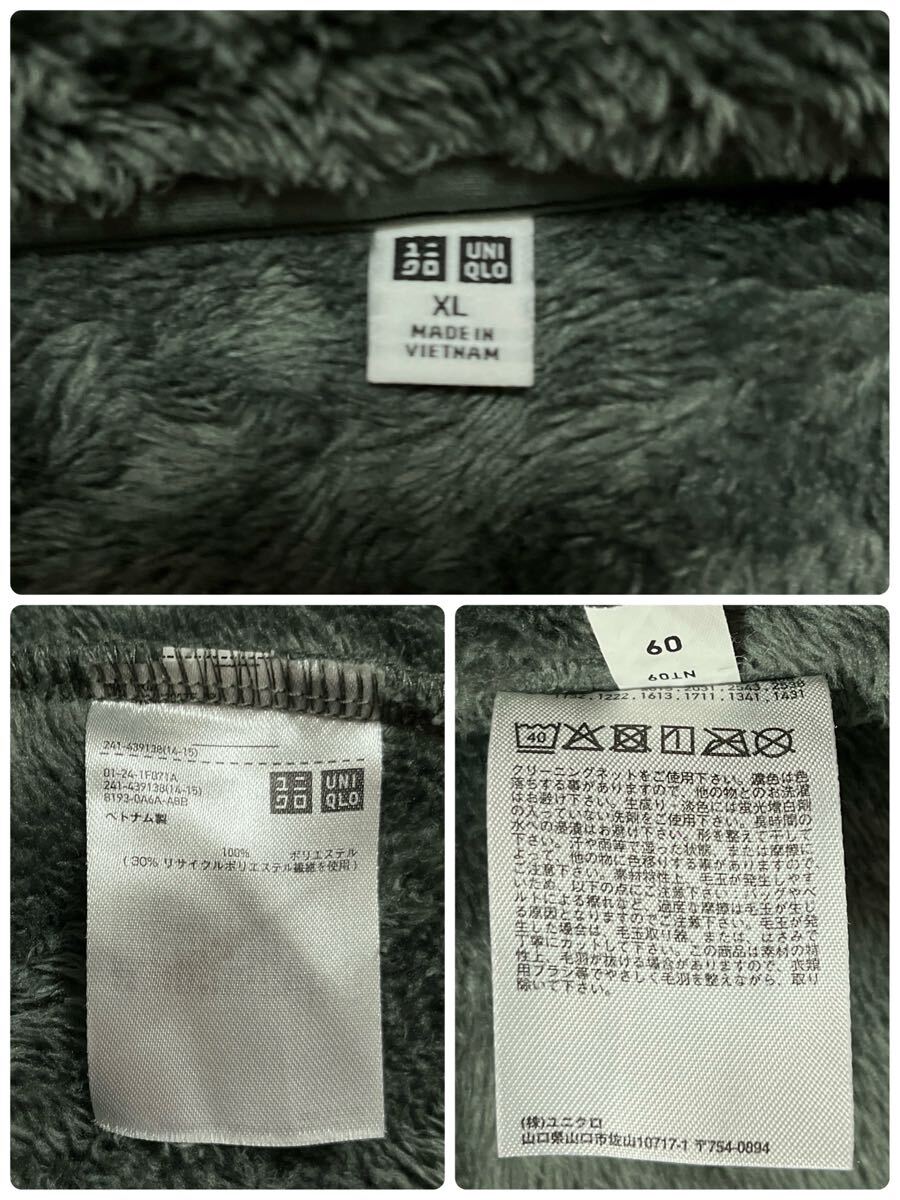 ユニ
クロ
UNI
QLO
XL
MADE IN
VIETNAM
241-439138(14-15)
01-24-1F071A
241-439138(14-15)
8193-0A6A-A8B
ベトナム製
ユニ
クロ
UNI
QLO
100% ポリエステル
( 30% リサイクルポリエステル繊維を使用 )
60
1222, 1613, 1711, 1341, 1431
40
クリーニングネットをご使用下さい。濃色は色
落ちする事がありますので、他の物とのお洗濯
はお避け下さい。生成り、淡色には蛍光増白剤
の入っていない洗剤をご使用下さい。長時間の
水への浸漬はお避け下さい。形を整えて干して
下さい。汗や雨等で湿った状態、または摩擦に
よって、他の物に色移りする事がありますので
ご注意下さい。素材特性上、毛玉が発生しやす
いため、以下の点にご注意下さい。バッグやベ
ルトによる擦れなど、過度な摩擦は毛玉が生じ
る原因となりますのでご注意下さい。毛玉が発
生した場合は、毛玉取り器、または、はさみで
丁寧にカットして下さい。この商品は素材の特
性上、毛羽が抜ける場合がありますので、衣類
用ブラシ等でやさしく毛羽を整えながら、取り
除いて下さい。
(株)ユニクロ
山口県山口市佐山10717-1 〒754-0894